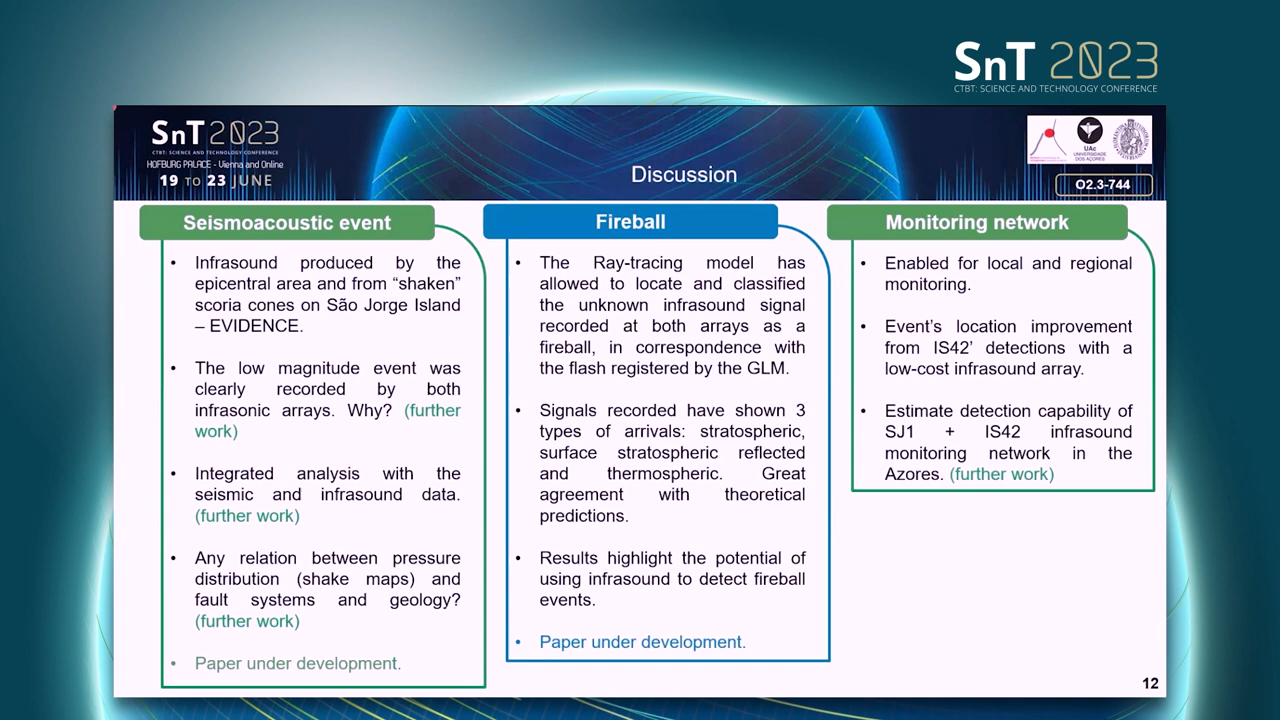 SnT 2023
CTBT: SCIENCE AND TECHNOLOGY CONFERENCE
SnT 2023
CTBT: SCIENCE AND TECHNOLOGY CONFERENCE
HOFBURG PALACE - Vienna and Online
19 TO 23 JUNE
Discussion
UAc
UNIVERSIDADE
DOS AÇORES
O2.3-744
Seismoacoustic event
• Infrasound produced by the
epicentral area and from “shaken”
scoria cones on São Jorge Island
– EVIDENCE.
• The low magnitude event was
clearly recorded by both
infrasonic arrays. Why? (further
work)
• Integrated analysis with the
seismic and infrasound data.
(further work)
• Any relation between pressure
distribution (shake maps) and
fault systems and geology?
(further work)
• Paper under development.
Fireball
• The Ray-tracing model has
allowed to locate and classified
the unknown infrasound signal
recorded at both arrays as a
fireball, in correspondence with
the flash registered by the GLM.
• Signals recorded have shown 3
types of arrivals: stratospheric,
surface stratospheric reflected
and thermospheric. Great
agreement with theoretical
predictions.
• Results highlight the potential of
using infrasound to detect fireball
events.
• Paper under development.
Monitoring network
• Enabled for local and regional
monitoring.
• Event’s location improvement
from IS42’ detections with a
low-cost infrasound array.
• Estimate detection capability of
SJ1 + IS42 infrasound
monitoring network in the
Azores. (further work)
12